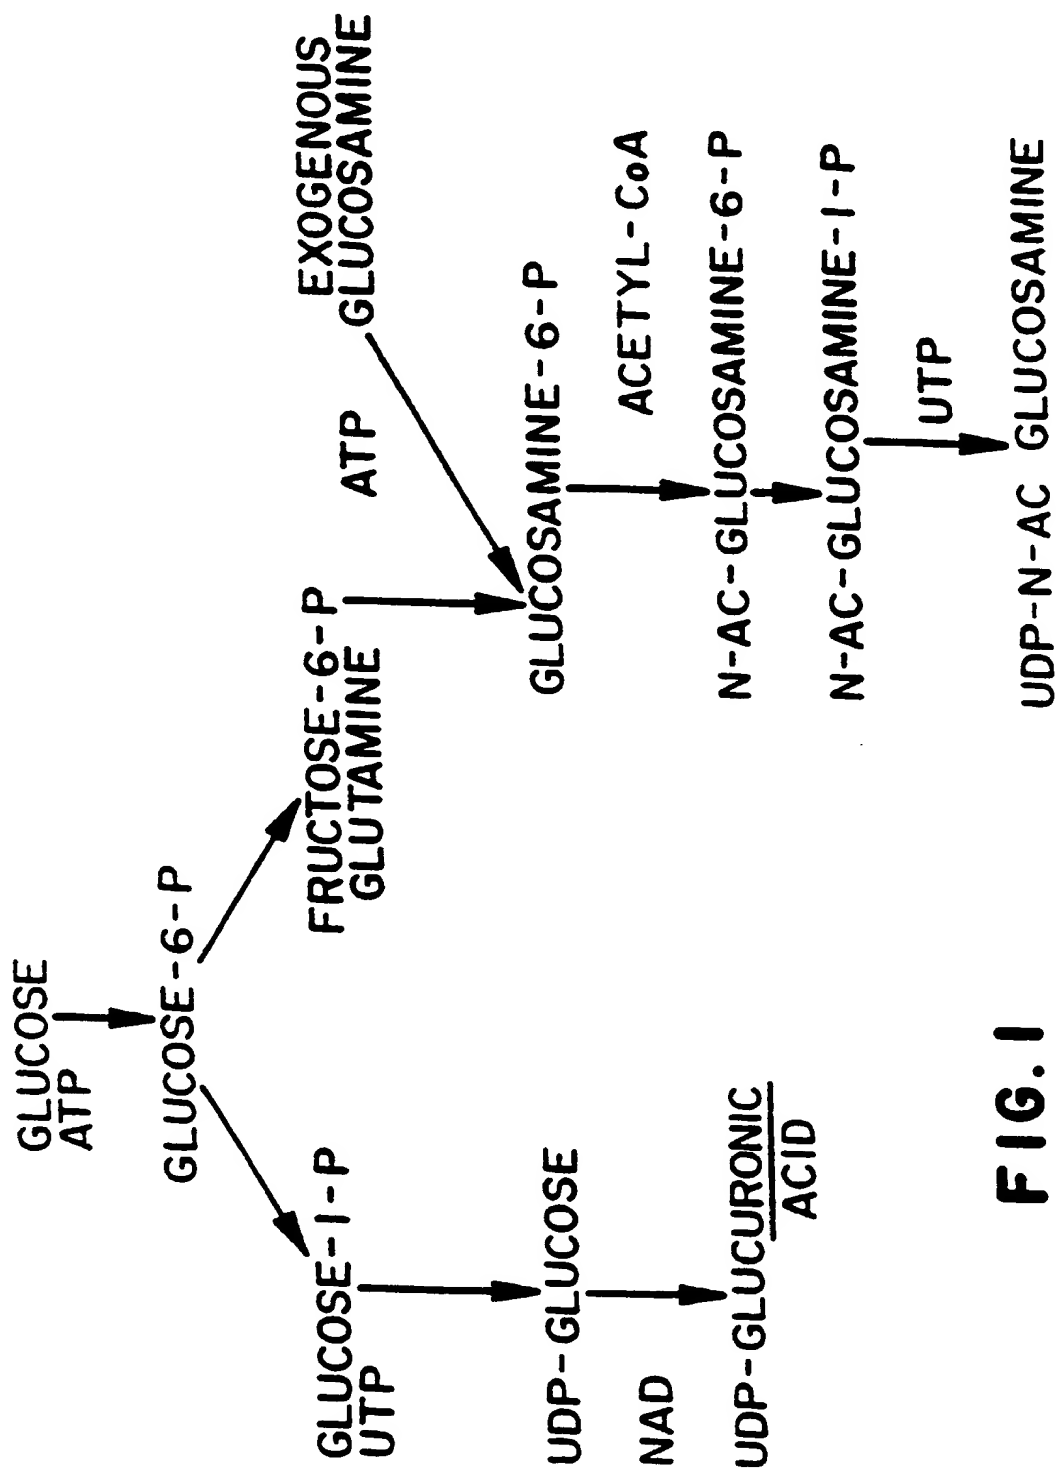 GLUCOSE
ATP
GLUCOSE-6-P
GLUCOSE-1-P
UTP
FRUCTOSE-6-P
GLUTAMINE
EXOGENOUS
GLUCOSAMINE
ATP
UDP-GLUCOSE
GLUCOSAMINE-6-P
NAD
ACETYL-CoA
UDP-GLUCURONIC
ACID
N-AC-GLUCOSAMINE-6-P
N-AC-GLUCOSAMINE-1-P
UTP
UDP-N-AC GLUCOSAMINE
FIG. 1